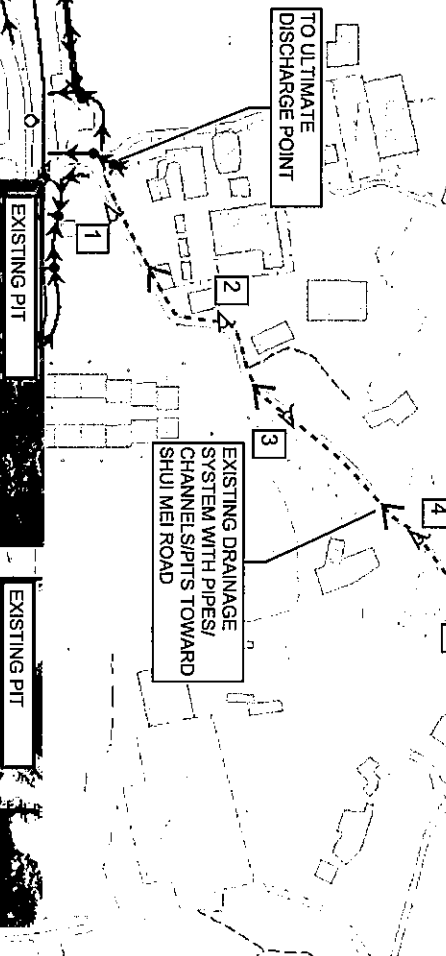 TO ULTIMATE
DISCHARGE POINT
1
2
3
4
EXISTING DRAINAGE
SYSTEM WITH PIPES/
CHANNELS/PITS TOWARD
SHUI MEI ROAD
EXISTING PIT
EXISTING PIT